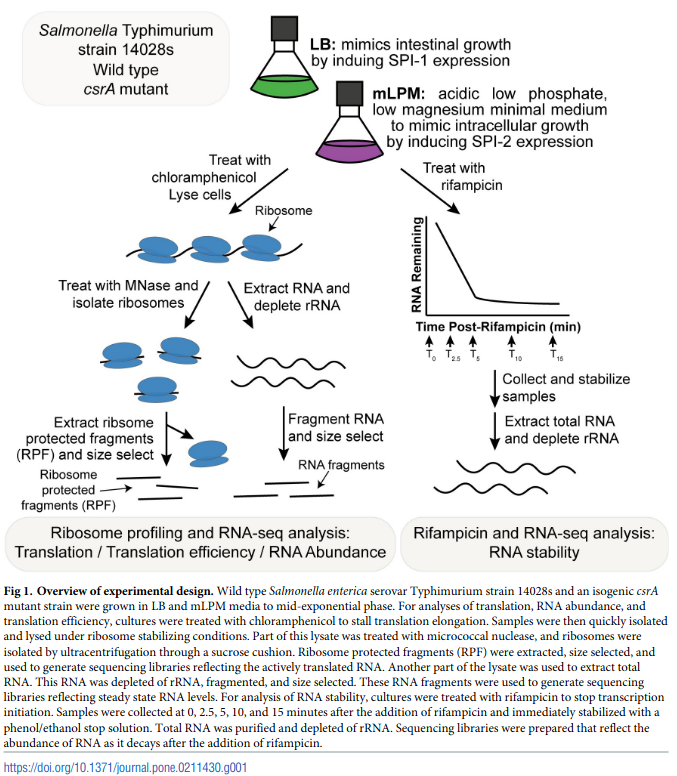 Salmonella Typhimurium
strain 14028s
Wild type
csrA mutant
LB: mimics intestinal growth
by induing SPI-1 expression
mLPM: acidic low phosphate,
low magnesium minimal medium
to mimic intracellular growth
by inducing SPI-2 expression
Treat with
chloramphenicol
Lyse cells
Ribosome
Treat with MNase and
isolate ribosomes
Extract RNA and
deplete rRNA
Extract ribsome
protected fragments
(RPF) and size select
Fragment RNA
and size select
Ribosome
protected
fragments (RPF)
RNA fragments
Ribosome profiling and RNA-seq analysis:
Translation / Translation efficiency / RNA Abundance
Treat with
rifampicin
RNA Remaining
Time Post-Rifampicin (min)
T0 T2.5 T5 T10 T15
Collect and stabilize
samples
Extract total RNA
and deplete rRNA
Rifampicin and RNA-seq analysis:
RNA stability
Fig 1. Overview of experimental design. Wild type Salmonella enterica serovar Typhimurium strain 14028s and an isogenic csrA
mutant strain were grown in LB and mLPM media to mid-exponential phase. For analyses of translation, RNA abundance, and
translation efficiency, cultures were treated with chloramphenicol to stall translation elongation. Samples were then quickly isolated
and lysed under ribosome stabilizing conditions. Part of this lysate was treated with micrococcal nuclease, and ribosomes were
isolated by ultracentrifugation through a sucrose cushion. Ribosome protected fragments (RPF) were extracted, size selected, and
used to generate sequencing libraries reflecting the actively translated RNA. Another part of the lysate was used to extract total
RNA. This RNA was depleted of rRNA, fragmented, and size selected. These RNA fragments were used to generate sequencing
libraries reflecting steady state RNA levels. For analysis of RNA stability, cultures were treated with rifampicin to stop transcription
initiation. Samples were collected at 0, 2.5, 5, 10, and 15 minutes after the addition of rifampicin and immediately stabilized with a
phenol/ethanol stop solution. Total RNA was purified and depleted of rRNA. Sequencing libraries were prepared that reflect the
abundance of RNA as it decays after the addition of rifampicin.
https://doi.org/10.1371/journal.pone.0211430.g001